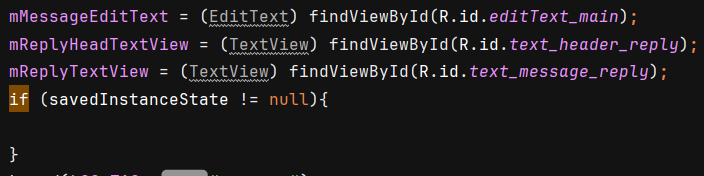 mMessageEditText = (EditText) findViewById(R.id.editText_main);
mReplyHeadTextView = (TextView) findViewById(R.id.text_header_reply);
mReplyTextView = (TextView) findViewById(R.id.text_message_reply);
if (savedInstanceState != null){
}